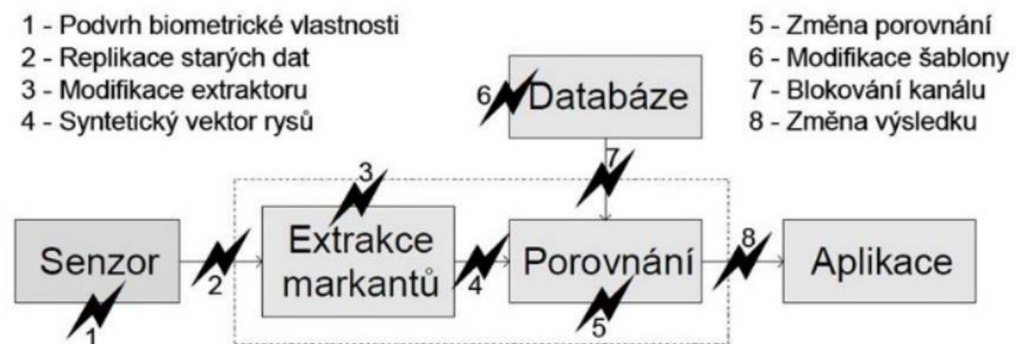 1 - Podvrh biometrické vlastnosti
2 - Replikace starých dat
3 - Modifikace extraktoru
4 - Syntetický vektor rysů
5 - Změna porovnání
6 - Modifikace šablony
7 - Blokování kanálu
8 - Změna výsledku
6
Databáze
7
3
Senzor
2
Extrakce
markantů
4
Porovnání
8
Aplikace
1
5